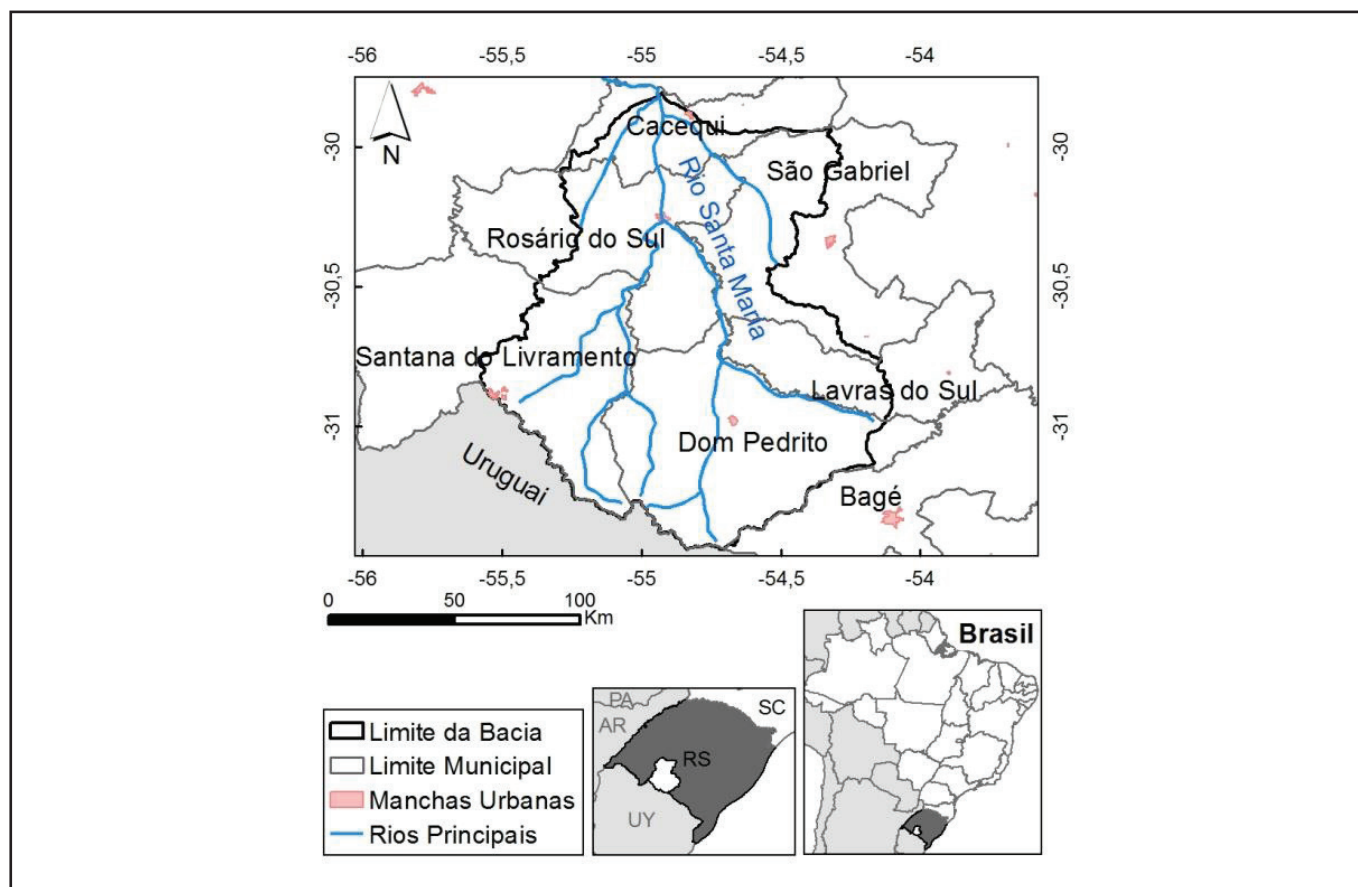 -56 -55,5 -55 -54,5 -54
-30 -30
-30,5 -30,5
-31 -31
N
Cacequi
São Gabriel
Rio Santa Maria
Rosário do Sul
Santana do Livramento
Lavras do Sul
Dom Pedrito
Uruguai
Bagé
-56 -55,5 -55 -54,5 -54
0 50 100
Km
Limite da Bacia
Limite Municipal
Manchas Urbanas
Rios Principais
PA
AR
SC
RS
UY
Brasil